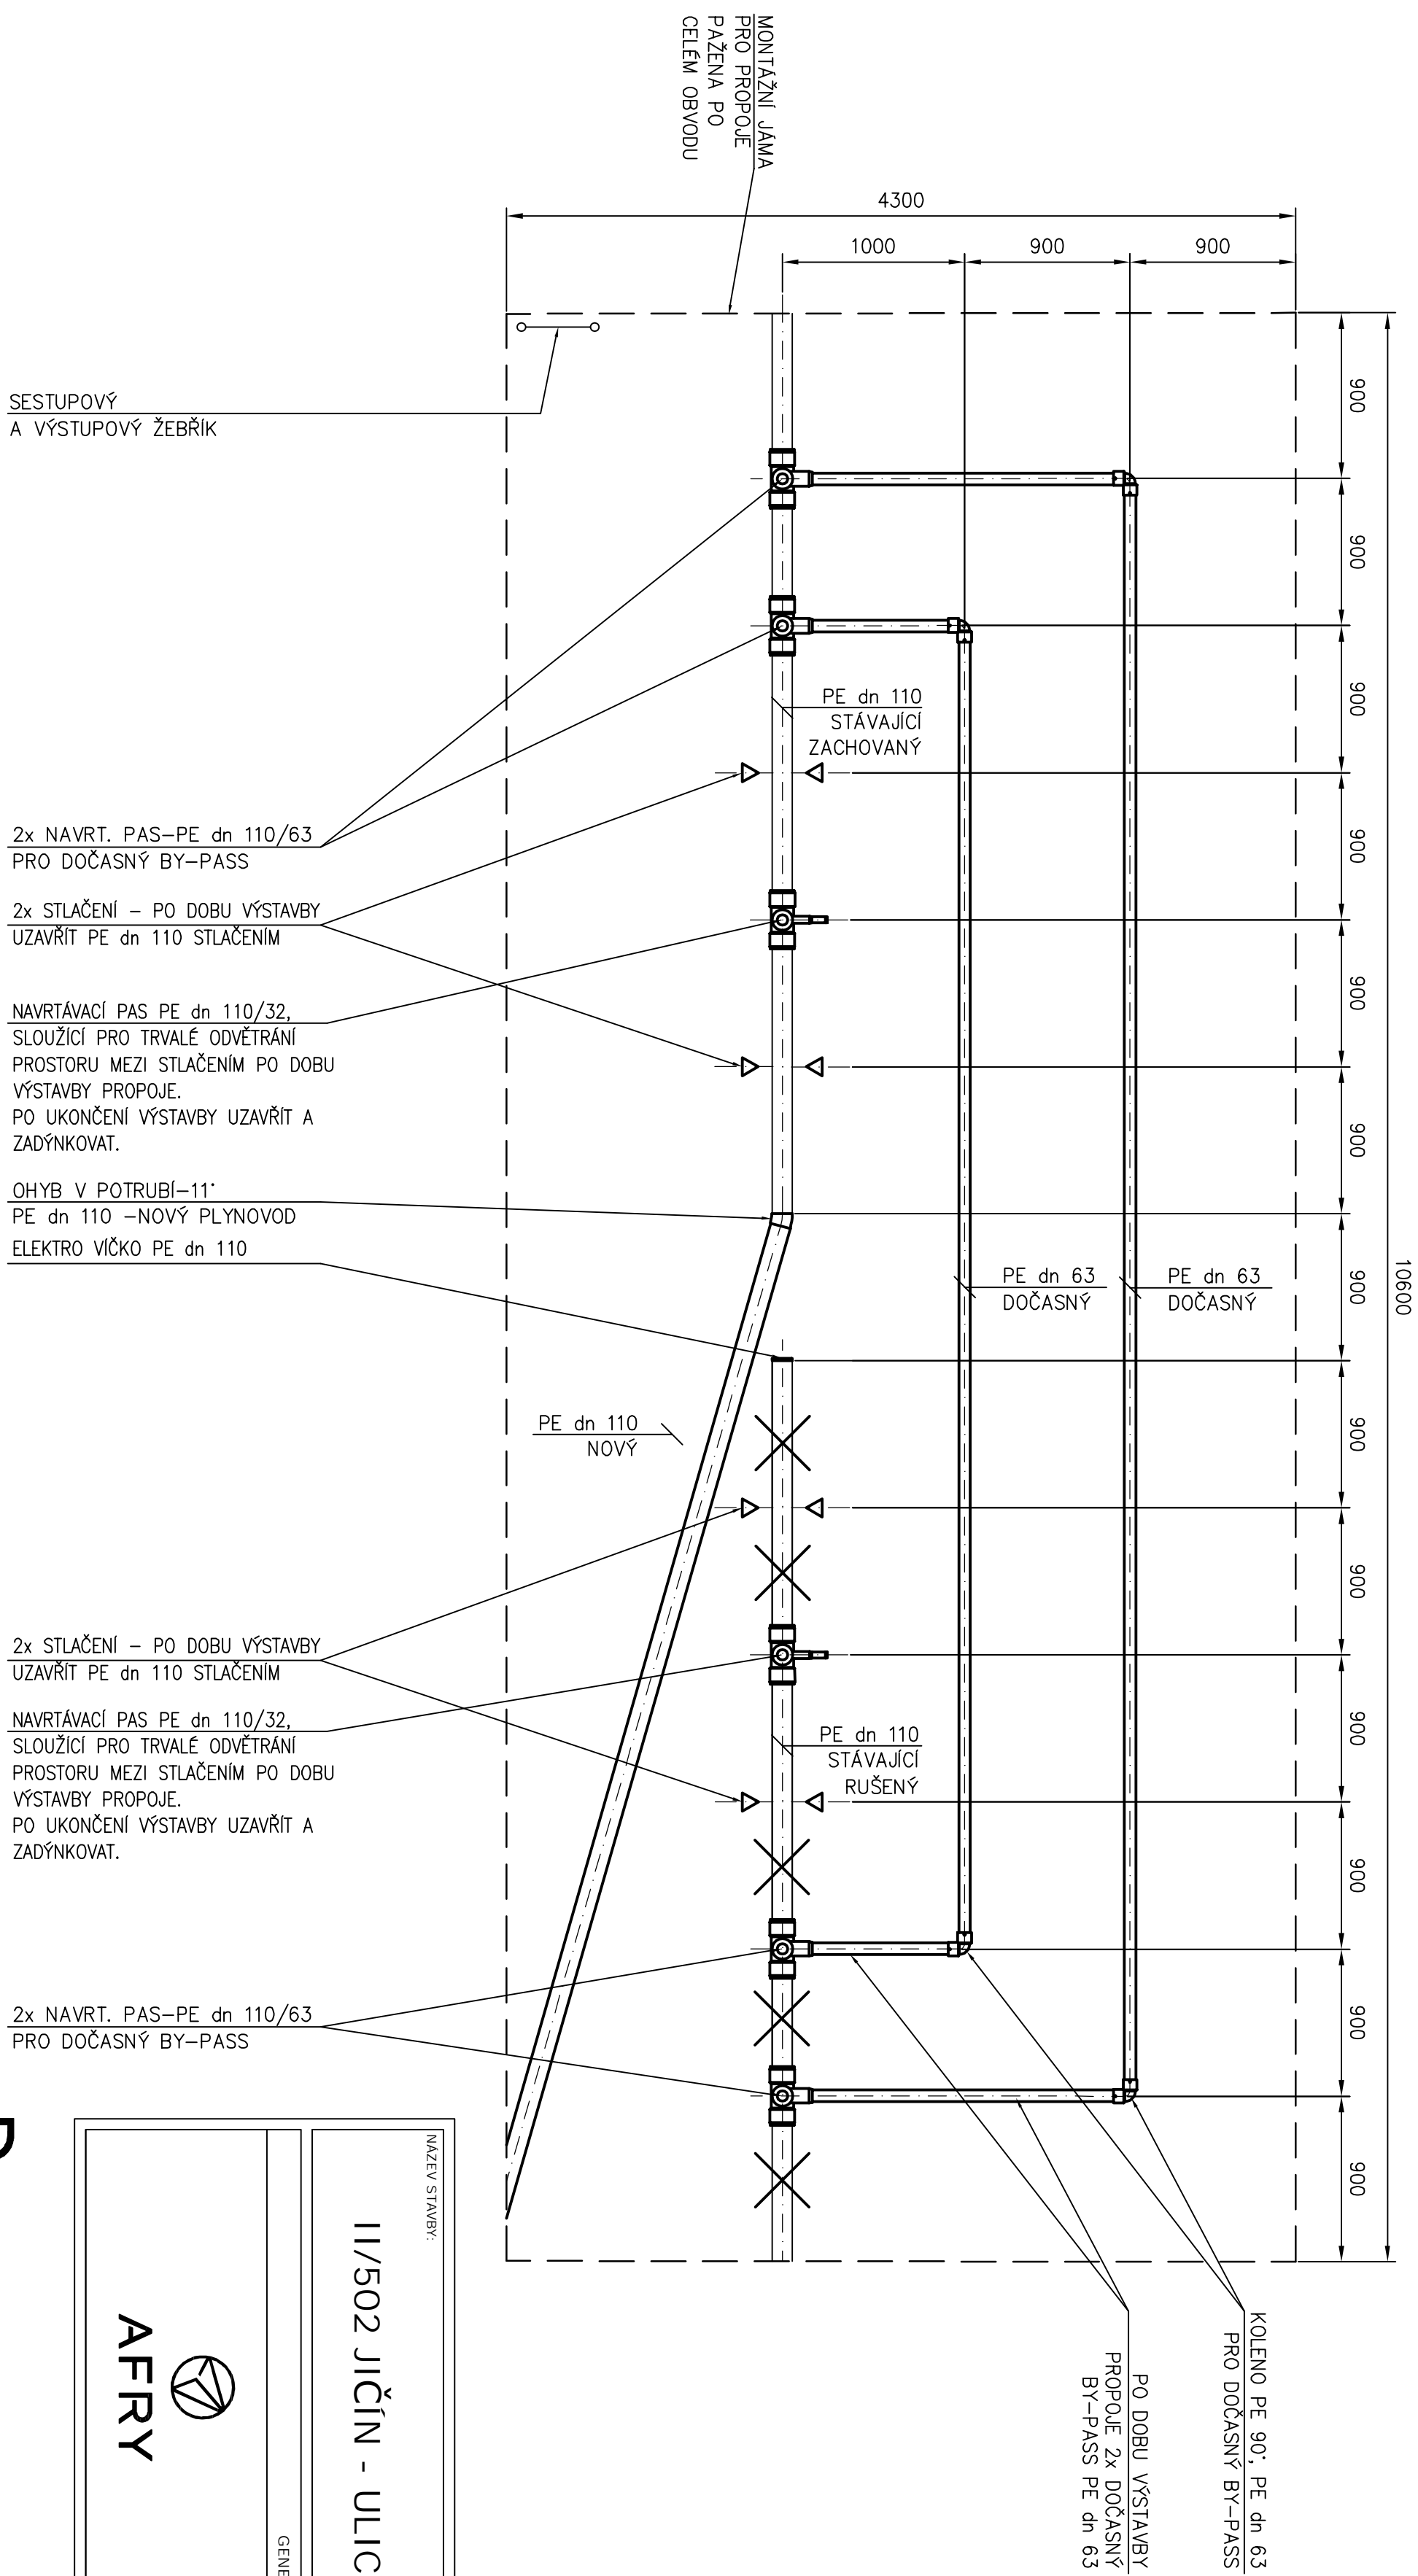 MONTÁŽNÍ JÁMA
PRO PROPOJE
PAŽENA PO
CELÉM OBVODU
4300
1000
900
900
10600
900
900
900
900
900
900
900
900
900
900
900
900
900
SESTUPOVÝ
A VÝSTUPOVÝ ŽEBŘÍK
PE dn 110
STÁVAJÍCÍ
ZACHOVANÝ
2x NAVRT. PAS-PE dn 110/63
PRO DOČASNÝ BY-PASS
2x STLAČENÍ - PO DOBU VÝSTAVBY
UZAVŘÍT PE dn 110 STLAČENÍM
NAVRTÁVACÍ PAS PE dn 110/32,
SLOUŽÍCÍ PRO TRVALÉ ODVĚTRÁNÍ
PROSTORU MEZI STLAČENÍM PO DOBU
VÝSTAVBY PROPOJE.
PO UKONČENÍ VÝSTAVBY UZAVŘÍT A
ZADÝNKOVAT.
OHYB V POTRUBÍ-11°
PE dn 110 -NOVÝ PLYNOVOD
ELEKTRO VÍČKO PE dn 110
PE dn 63
DOČASNÝ
PE dn 63
DOČASNÝ
PE dn 110
NOVÝ
2x STLAČENÍ - PO DOBU VÝSTAVBY
UZAVŘÍT PE dn 110 STLAČENÍM
NAVRTÁVACÍ PAS PE dn 110/32,
SLOUŽÍCÍ PRO TRVALÉ ODVĚTRÁNÍ
PROSTORU MEZI STLAČENÍM PO DOBU
VÝSTAVBY PROPOJE.
PO UKONČENÍ VÝSTAVBY UZAVŘÍT A
ZADÝNKOVAT.
PE dn 110
STÁVAJÍCÍ
RUŠENÝ
2x NAVRT. PAS-PE dn 110/63
PRO DOČASNÝ BY-PASS
KOLENO PE 90°, PE dn 63
PRO DOČASNÝ BY-PASS
PO DOBU VÝSTAVBY
PROPOJE 2x DOČASNÝ
BY-PASS PE dn 63
NÁZEV STAVBY:
II/502 JIČÍN - ULIC
GENE
AFRY